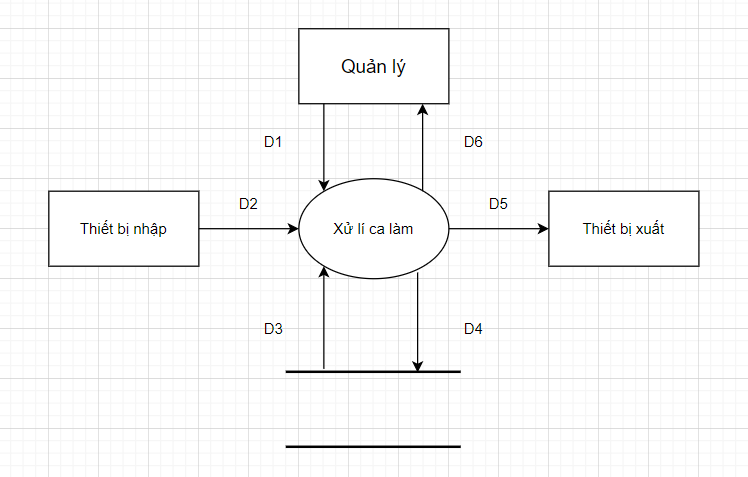 Quản lý
D1
D6
D2
D5
Thiết bị nhập
Xử lí ca làm
Thiết bị xuất
D3
D4